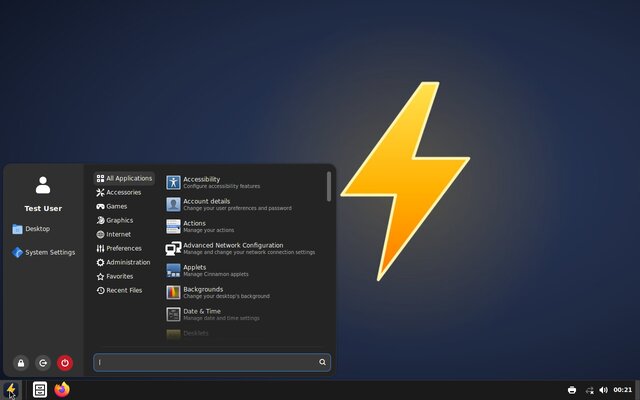 Test User
Desktop
System Settings
All Applications
Accessories
Games
Graphics
Internet
Preferences
Administration
Favorites
Recent Files
Accessibility
Configure accessibility features
Account details
Change your user preferences and password
Actions
Manage your actions
Advanced Network Configuration
Manage and change your network connection settings
Applets
Manage Cinnamon applets
Backgrounds
Change your desktop's background
Date & Time
Manage date and time settings
Desklets
00:21